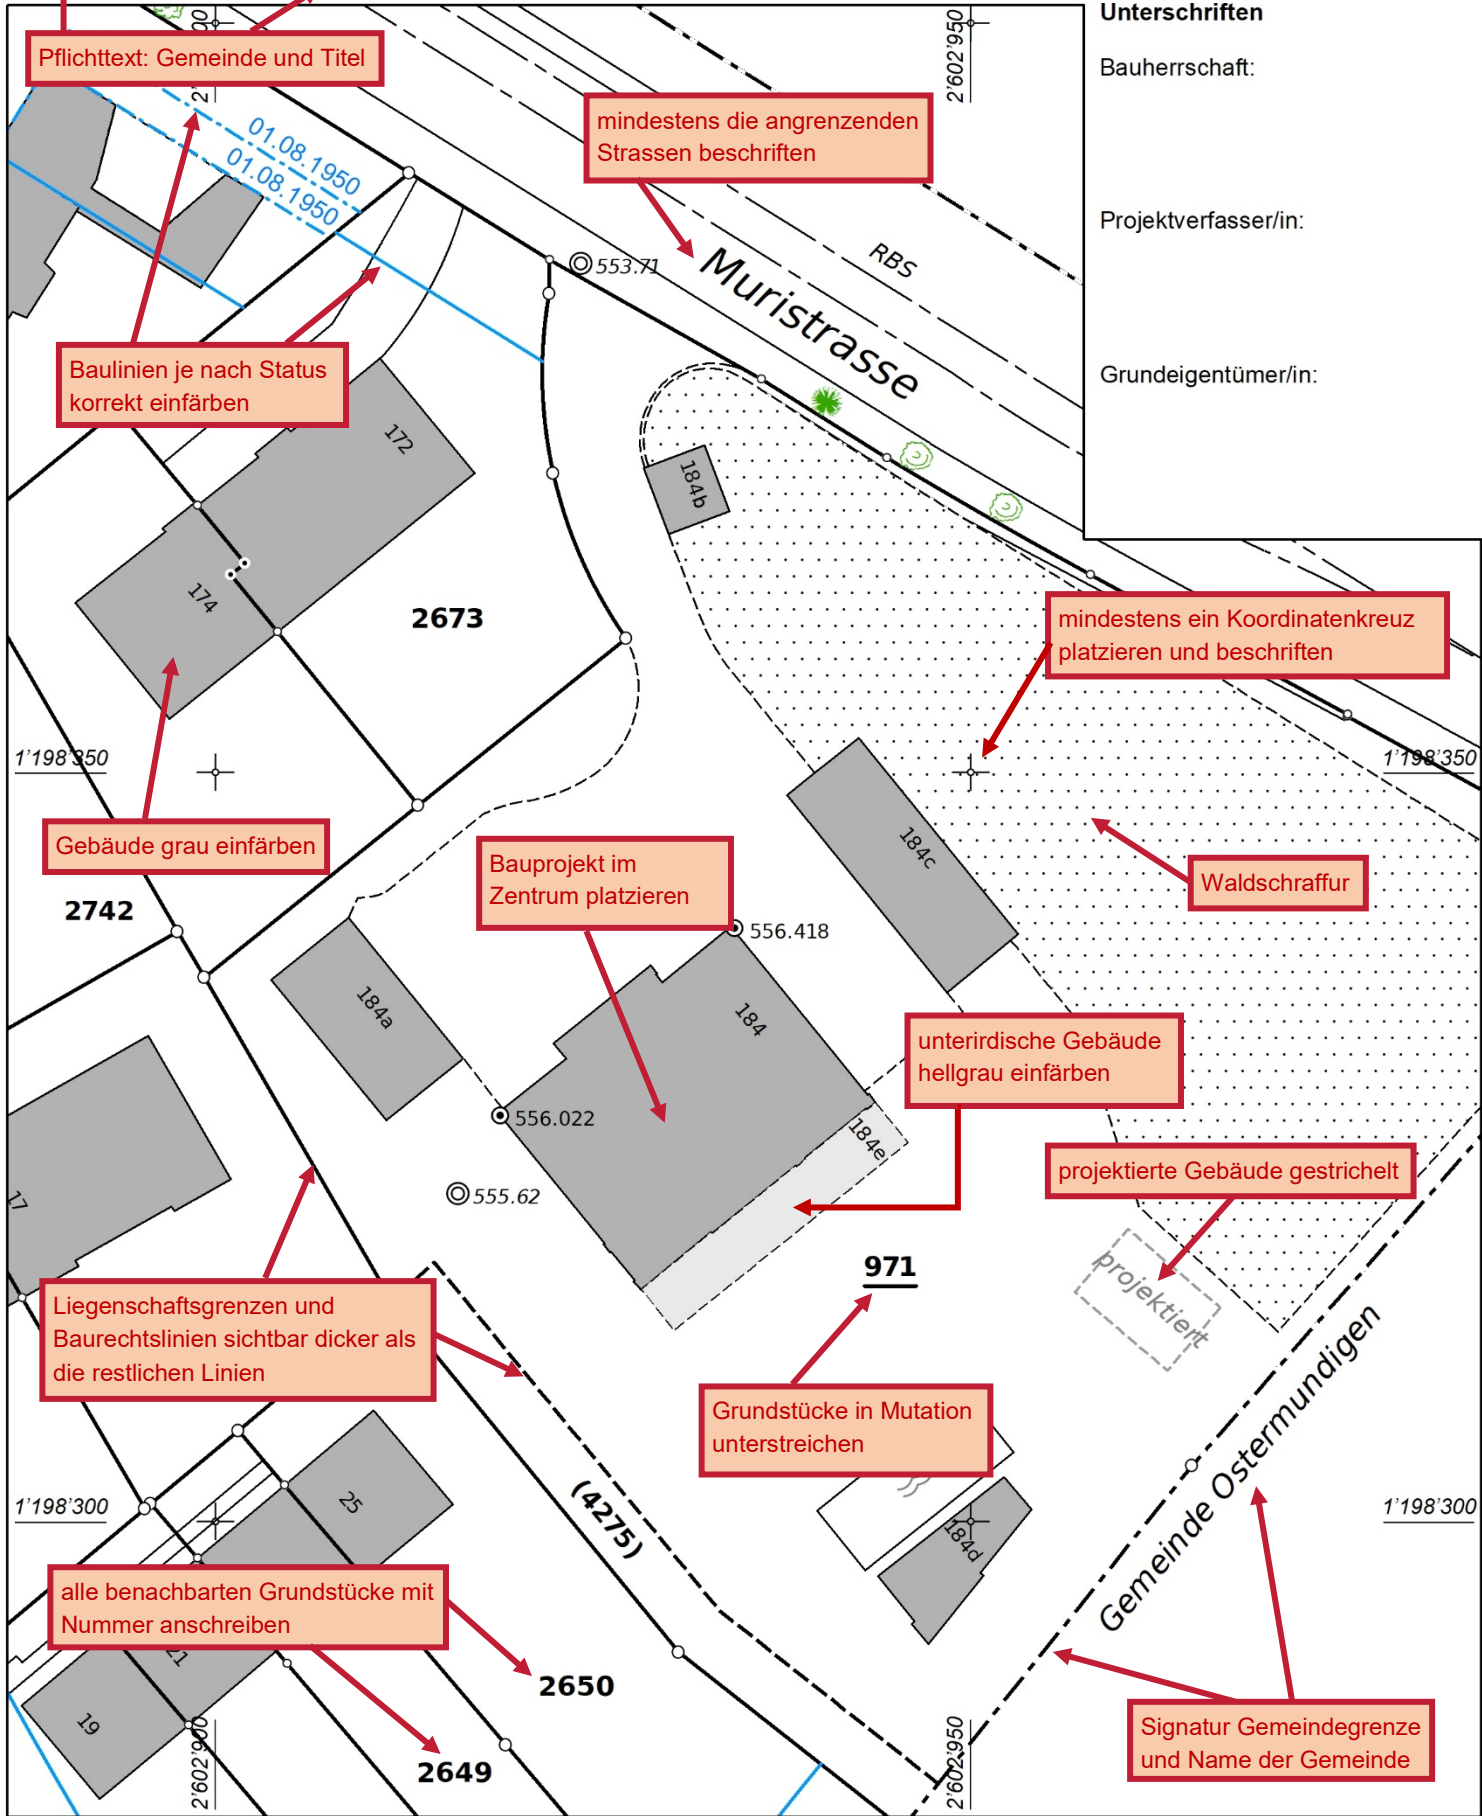 Unterschriften
Bauherrschaft:
Projektverfasser/in:
Grundeigentümer/in:
2'602'950
Pflichttext: Gemeinde und Titel
mindestens die angrenzenden
Strassen beschriften
01.08.1950
01.08.1950
553.71
RBS
Muristrasse
Baulinien je nach Status
korrekt einfärben
172
184b
174
2673
mindestens ein Koordinatenkreuz
platzieren und beschriften
1'198'350
1'198'350
Gebäude grau einfärben
Bauprojekt im
Zentrum platzieren
184c
Waldschraffur
2742
556.418
184a
184
unterirdische Gebäude
hellgrau einfärben
556.022
184e
17
555.62
projektierte Gebäude gestrichelt
971
projektiert
Liegenschaftsgrenzen und
Baurechtslinien sichtbar dicker als
die restlichen Linien
Grundstücke in Mutation
unterstreichen
Gemeinde Ostermundigen
1'198'300
25
(4275)
184d
1'198'300
alle benachbarten Grundstücke mit
Nummer anschreiben
21
19
2650
2649
Signatur Gemeindegrenze
und Name der Gemeinde
2'602'900
2'602'950